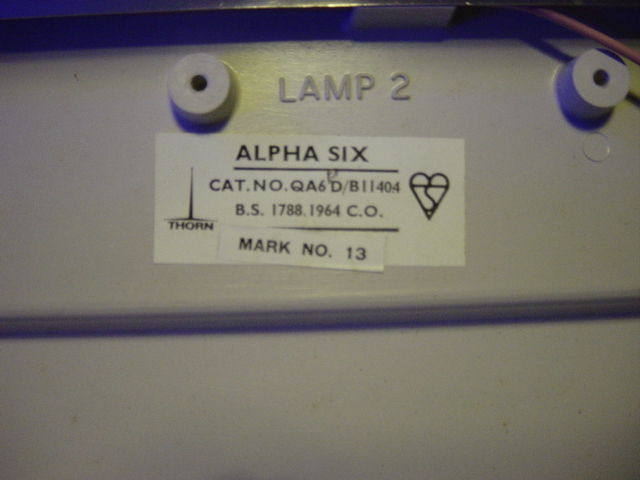 LAMP 2
ALPHA SIX
CAT.NO.QA6D/B11404
B.S. 1788.1964 C.O.
THORN
MARK NO. 13